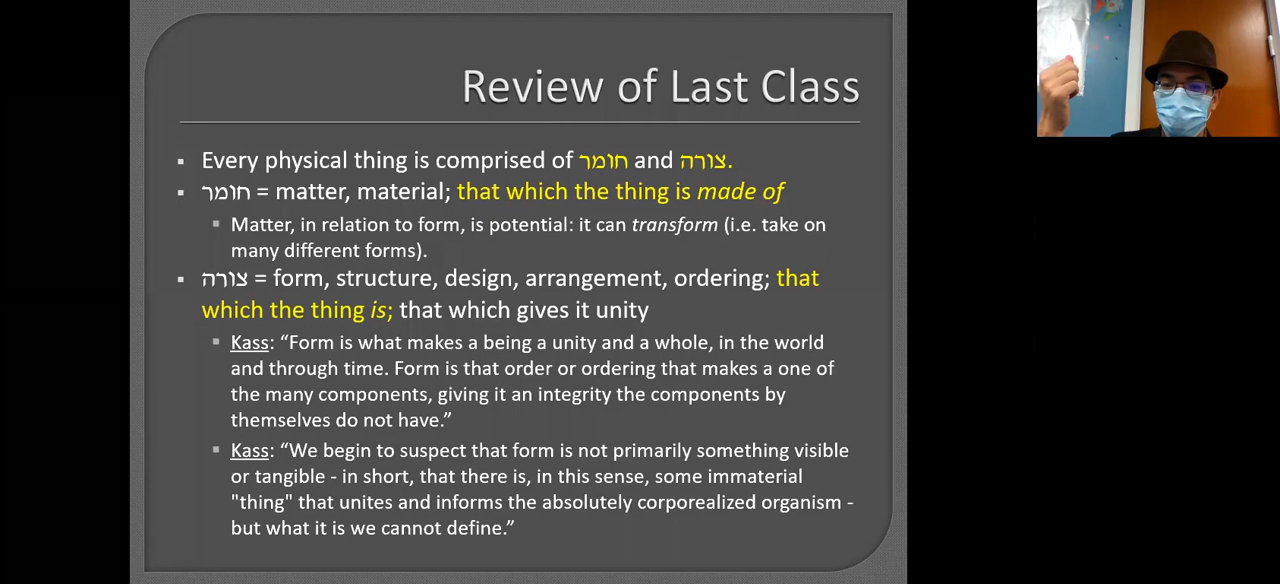 Review of Last Class
▪ Every physical thing is comprised of חומר and צורה.
▪ חומר = matter, material; that which the thing is made of
▪ Matter, in relation to form, is potential: it can transform (i.e. take on
many different forms).
▪ צורה = form, structure, design, arrangement, ordering; that
which the thing is; that which gives it unity
▪ Kass: “Form is what makes a being a unity and a whole, in the world
and through time. Form is that order or ordering that makes a one of
the many components, giving it an integrity the components by
themselves do not have.”
▪ Kass: “We begin to suspect that form is not primarily something visible
or tangible - in short, that there is, in this sense, some immaterial
"thing" that unites and informs the absolutely corporealized organism -
but what it is we cannot define.”